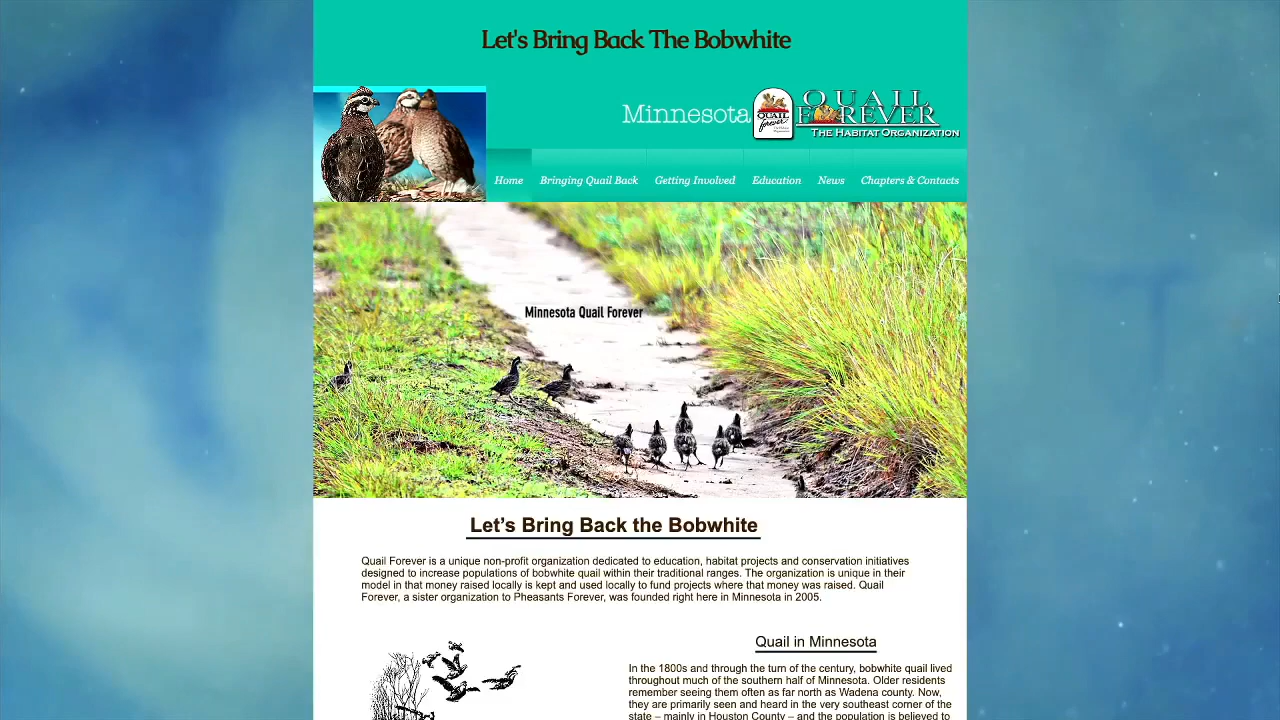 Let's Bring Back The Bobwhite
Minnesota
QUAIL
forever
QUAIL
FOREVER
THE HABITAT ORGANIZATION
Home Bringing Quail Back Getting Involved Education News Chapters & Contacts
Minnesota Quail Forever
Let’s Bring Back the Bobwhite
Quail Forever is a unique non-profit organization dedicated to education, habitat projects and conservation initiatives
designed to increase populations of bobwhite quail within their traditional ranges. The organization is unique in their
model in that money raised locally is kept and used locally to fund projects where that money was raised. Quail
Forever, a sister organization to Pheasants Forever, was founded right here in Minnesota in 2005.
Quail in Minnesota
In the 1800s and through the turn of the century, bobwhite quail lived
throughout much of the southern half of Minnesota. Older residents
remember seeing them often as far north as Wadena county. Now,
they are primarily seen and heard in the very southeast corner of the
state – mainly in Houston County – and the population is believed to